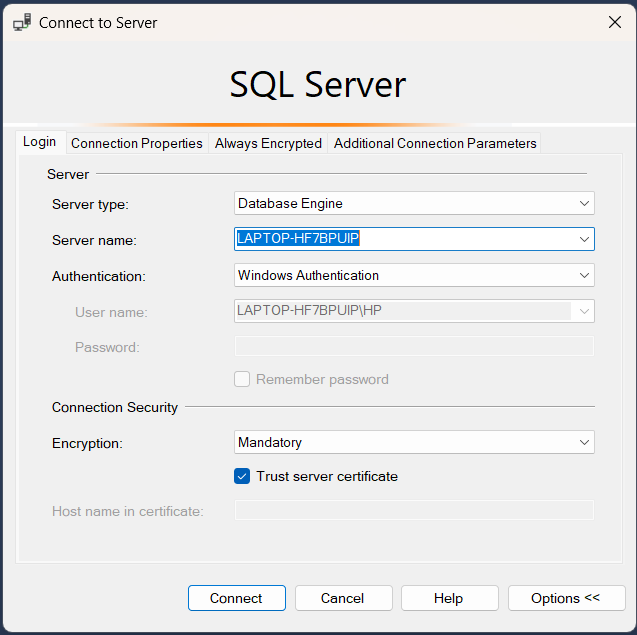 Connect to Server
SQL Server
Login Connection Properties Always Encrypted Additional Connection Parameters
Server
Server type: Database Engine
Server name: LAPTOP-HF7BPUIP
Authentication: Windows Authentication
User name: LAPTOP-HF7BPUIP\HP
Password:
Remember password
Connection Security
Encryption: Mandatory
Trust server certificate
Host name in certificate:
Connect Cancel Help Options <<